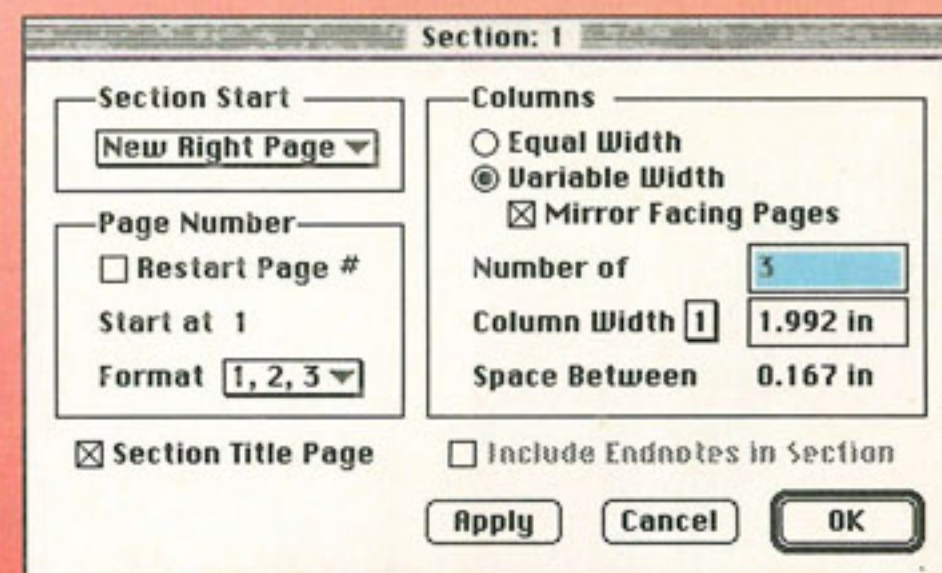 Section: 1
Section Start
New Right Page
Page Number
Restart Page #
Start at 1
Format 1, 2, 3
Section Title Page
Columns
Equal Width
Variable Width
Mirror Facing Pages
Number of 3
Column Width 1 1.992 in
Space Between 0.167 in
Include Endnotes in Section
Apply Cancel OK